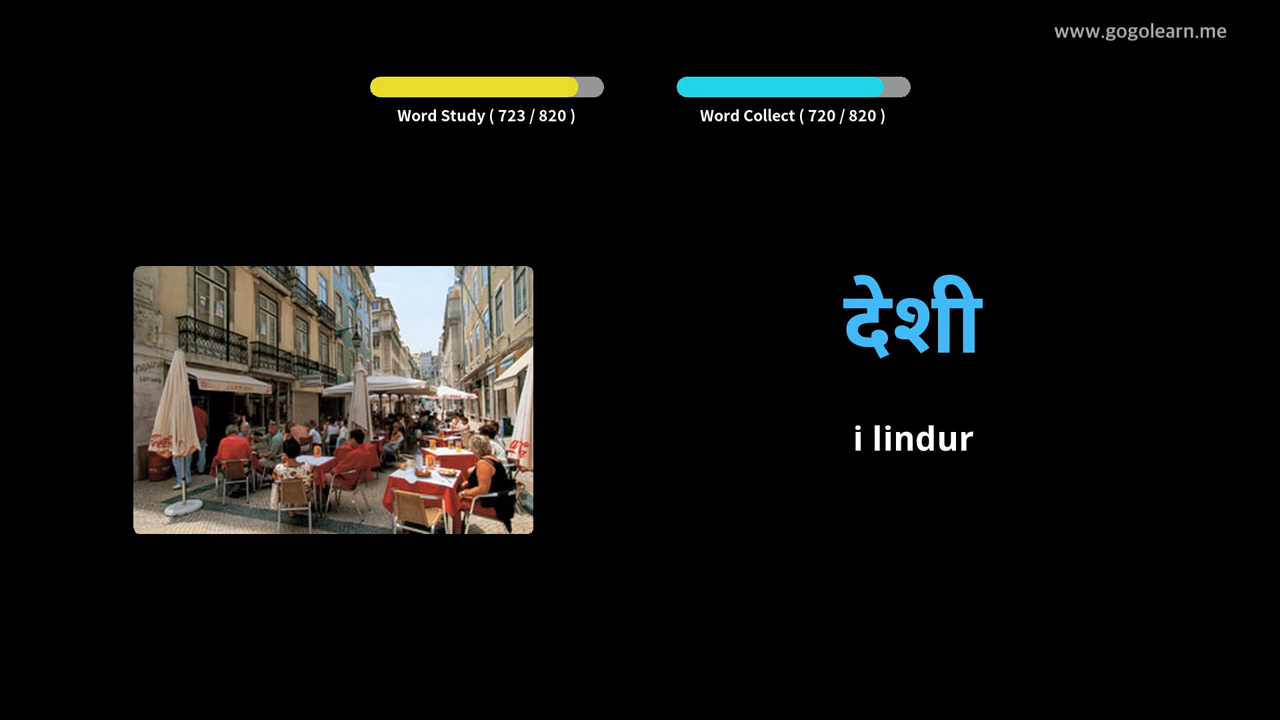 www.gogolearn.me
Word Study ( 723 / 820 )
Word Collect ( 720 / 820 )
देशी
i lindur